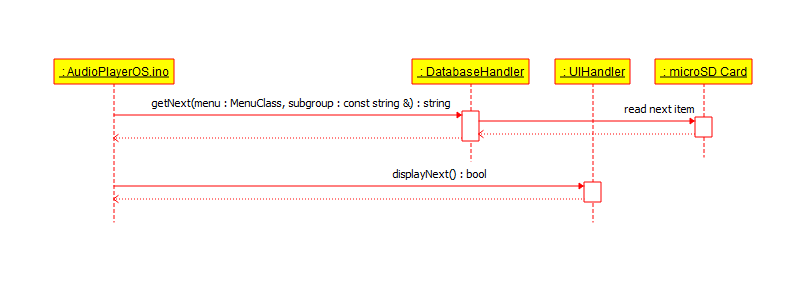 : AudioPlayerOS.ino
: DatabaseHandler
: UIHandler
: microSD Card
getNext(menu : MenuClass, subgroup : const string &) : string
read next item
displayNext() : bool